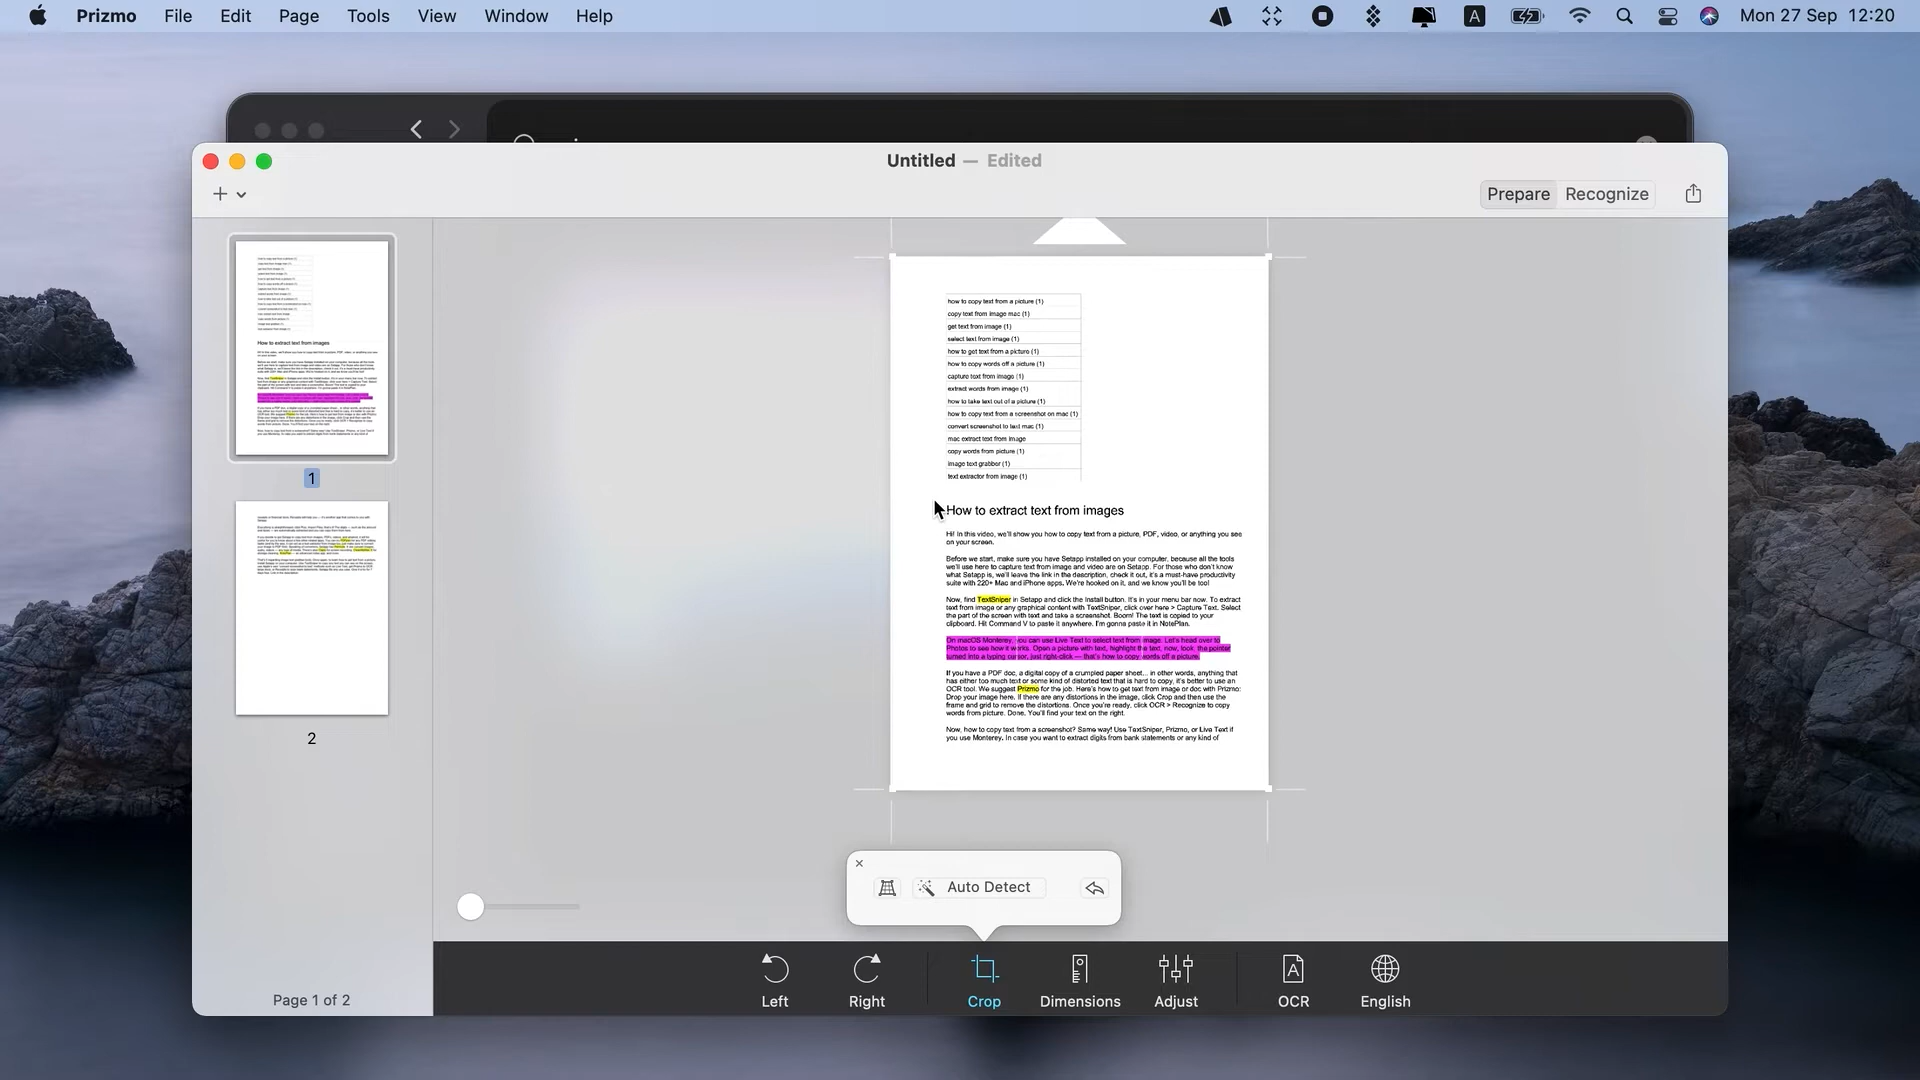 Prizmo File Edit Page Tools View Window Help A Mon 27 Sep 12:20
Untitled — Edited
Prepare Recognize
how to copy text from a picture (1)
copy text from image mac (1)
get text from image (1)
select text from image (1)
how to get text from a picture (1)
how to copy words off a picture (1)
capture text from image (1)
extract words from image (1)
how to take text out of a picture (1)
how to copy text from a screenshot on mac (1)
convert screenshot to text mac (1)
mac extract text from image
copy words from picture (1)
image text grabber (1)
text extractor from image (1)
How to extract text from images
Hi! In this video, we'll show you how to copy text from a picture, PDF, video, or anything you see
on your screen.
Before we start, make sure you have Setapp installed on your computer, because all the tools
we'll use here to capture text from image and video are on Setapp. For those who don't know
what Setapp is, we'll leave the link in the description, check it out, it's a must-have productivity
suite with 220+ Mac and iPhone apps. We're hooked on it, and we know you'll be too!
Now, find TextSniper in Setapp and click the Install button. It's in your menu bar now. To extract
text from image or any graphical content with TextSniper, click over here > Capture Text. Select
the part of the screen with text and take a screenshot. Boom! The text is copied to your
clipboard. Hit Command V to paste it anywhere. I'm gonna paste it in NotePlan.
On macOS Monterey, you can use Live Text to select text from image. Let's head over to
Photos to see how it works. Open a picture with text, highlight the text, now, look, the pointer
turned into a typing cursor, just right-click — that's how to copy words off a picture.
If you have a PDF doc, a digital copy of a crumpled paper sheet... in other words, anything that
has either too much text or some kind of distorted text that is hard to copy, it's better to use an
OCR tool. We suggest Prizmo for the job. Here's how to get text from image or doc with Prizmo:
Drop your image here. If there are any distortions in the image, click Crop and then use the
frame and grid to remove the distortions. Once you're ready, click OCR > Recognize to copy
words from picture. Done. You'll find your text on the right.
Now, how to copy text from a screenshot? Same way! Use TextSniper, Prizmo, or Live Text if
you use Monterey. In case you want to extract digits from bank statements or any kind of
1
2
Page 1 of 2
Auto Detect
Left Right Crop Dimensions Adjust OCR English